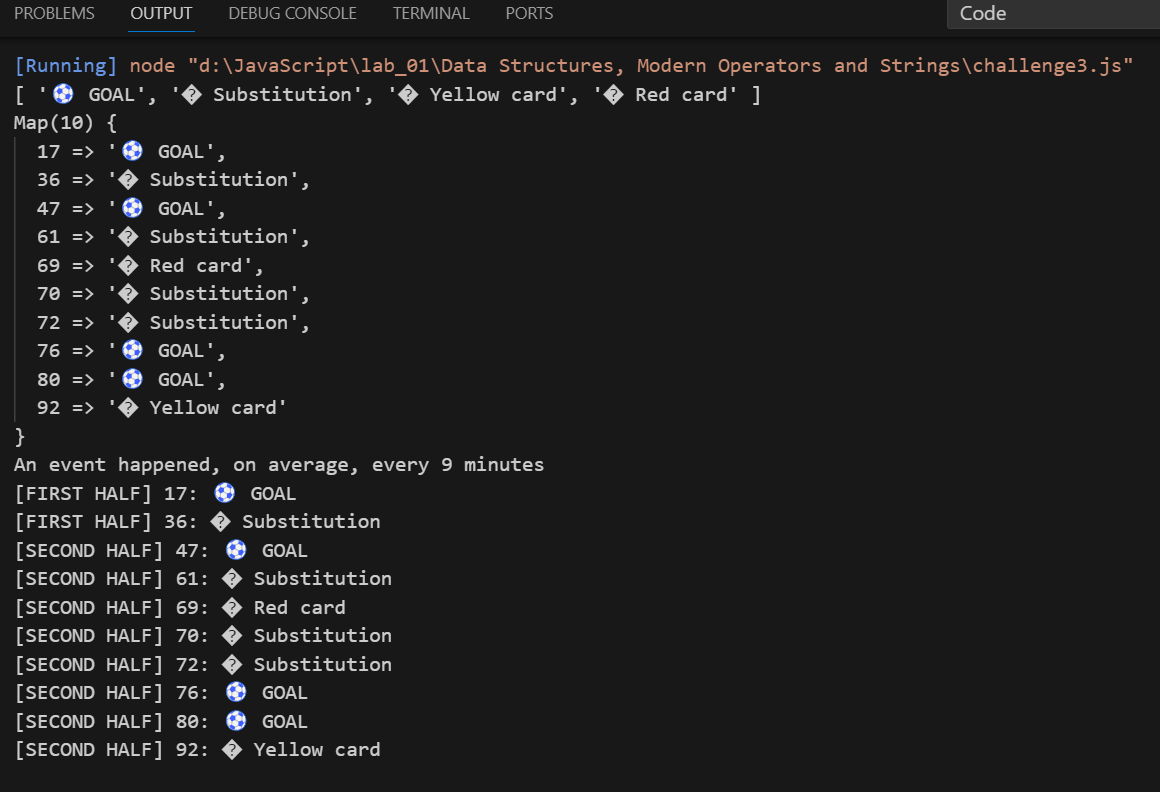 PROBLEMS OUTPUT DEBUG CONSOLE TERMINAL PORTS Code
[Running] node "d:\JavaScript\lab_01\Data Structures, Modern Operators and Strings\challenge3.js"
[ '⚽ GOAL', '� Substitution', '� Yellow card', '� Red card' ]
Map(10) {
  17 => '⚽ GOAL',
  36 => '� Substitution',
  47 => '⚽ GOAL',
  61 => '� Substitution',
  69 => '� Red card',
  70 => '� Substitution',
  72 => '� Substitution',
  76 => '⚽ GOAL',
  80 => '⚽ GOAL',
  92 => '� Yellow card'
}
An event happened, on average, every 9 minutes
[FIRST HALF] 17: ⚽ GOAL
[FIRST HALF] 36: � Substitution
[SECOND HALF] 47: ⚽ GOAL
[SECOND HALF] 61: � Substitution
[SECOND HALF] 69: � Red card
[SECOND HALF] 70: � Substitution
[SECOND HALF] 72: � Substitution
[SECOND HALF] 76: ⚽ GOAL
[SECOND HALF] 80: ⚽ GOAL
[SECOND HALF] 92: � Yellow card